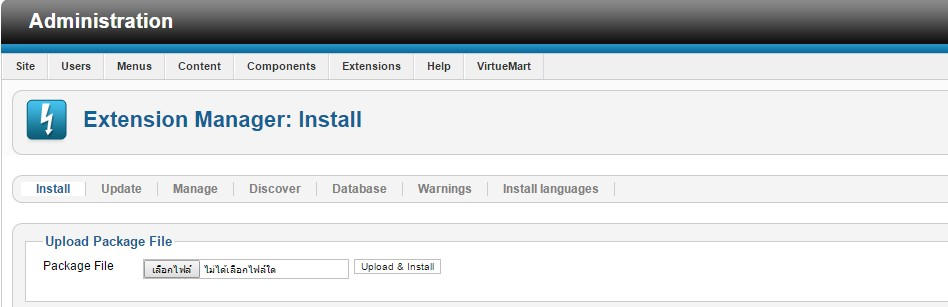 Administration
Site Users Menus Content Components Extensions Help VirtueMart
Extension Manager: Install
Install Update Manage Discover Database Warnings Install languages
Upload Package File
Package File เลือกไฟล์ ไม่ได้เลือกไฟล์ใด Upload & Install